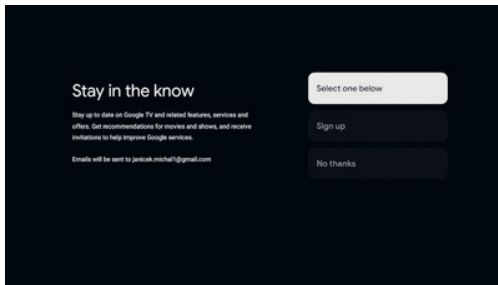 Stay in the know
Stay up to date on Google TV and related features, services and
offers. Get recommendations for movies and shows, and receive
invitations to help improve Google services.
Emails will be sent to janicek.michal1@gmail.com
Select one below
Sign up
No thanks